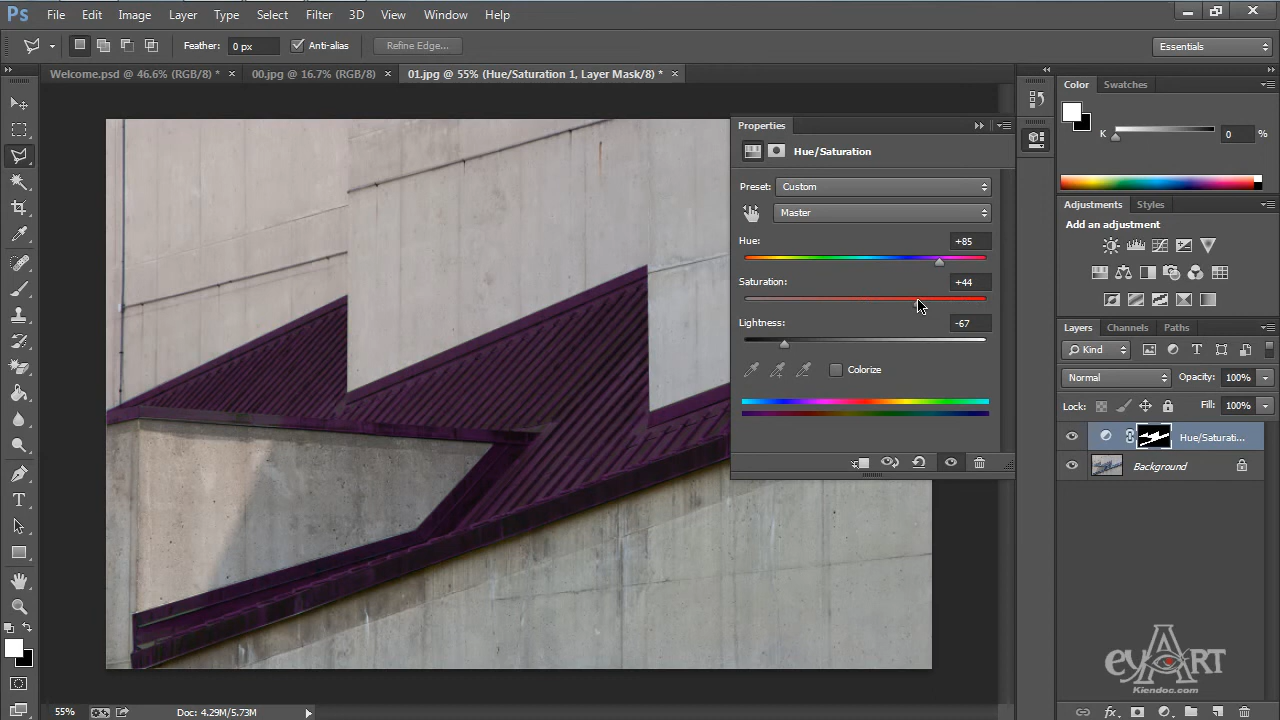 Ps File Edit Image Layer Type Select Filter 3D View Window Help
Feather: 0 px Anti-alias Refine Edge... Essentials
Welcome.psd @ 46.6% (RGB/8) * × 00.jpg @ 16.7% (RGB/8) × 01.jpg @ 55% (Hue/Saturation 1, Layer Mask/8) * ×
Properties
Hue/Saturation
Preset: Custom
Master
Hue: +85
Saturation: +44
Lightness: -67
Colorize
Color Swatches
K 0 %
Adjustments Styles
Add an adjustment
Layers Channels Paths
Kind
Normal Opacity: 100%
Lock: Fill: 100%
Hue/Saturati...
Background
eyART
Kiendoc.com
55% Doc: 4.29M/5.73M